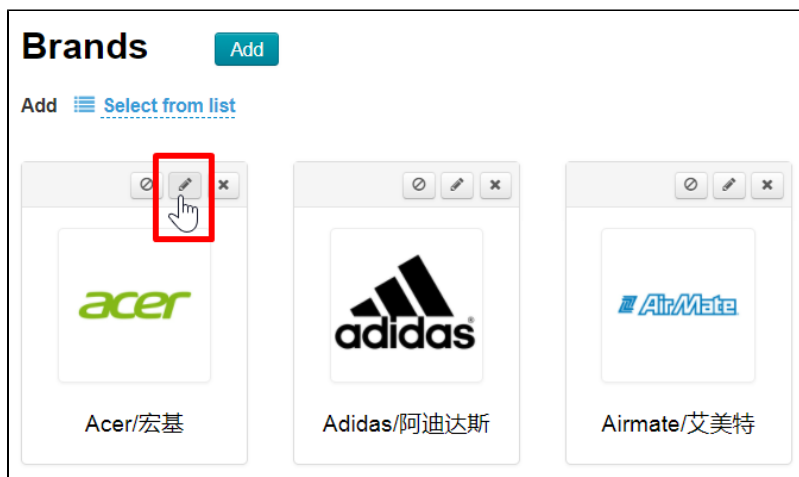 Brands
Add
Add Select from list
acer
adidas
AirMate
Acer/宏基
Adidas/阿迪达斯
Airmate/艾美特